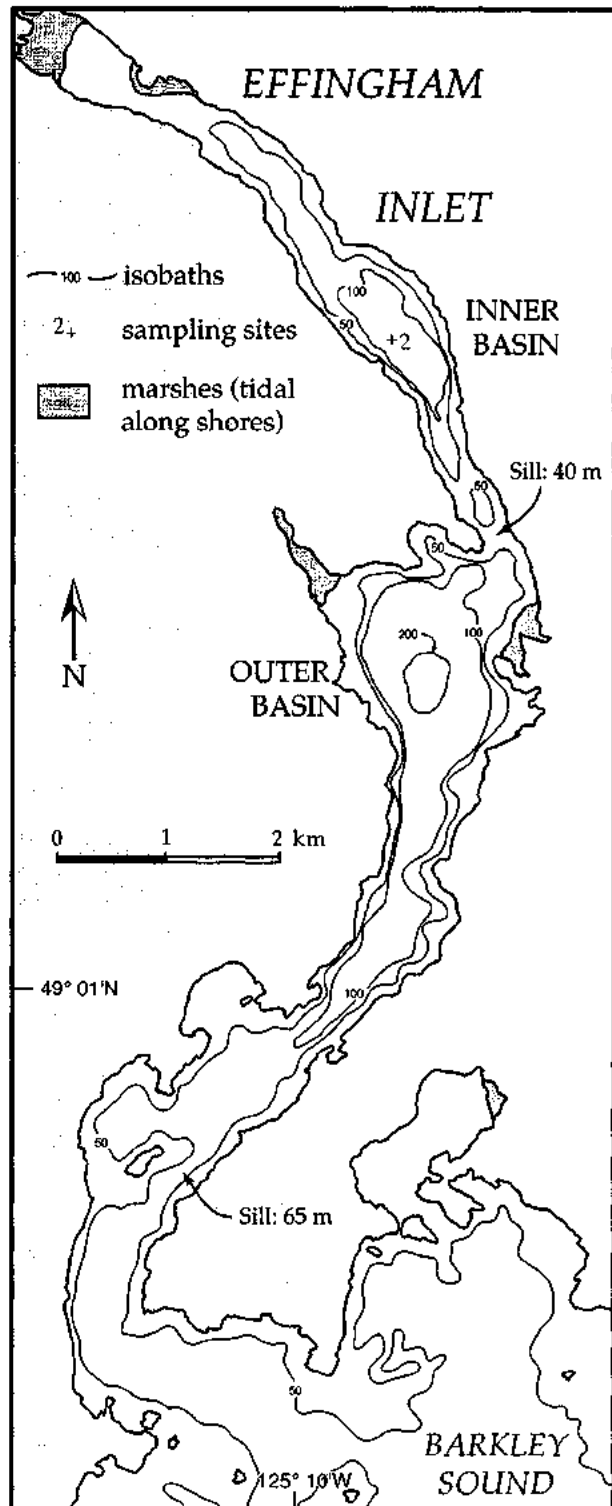 EFFINGHAM
INLET
100 isobaths
2+ sampling sites
marshes (tidal
along shores)
100
50
+2
INNER
BASIN
50
Sill: 40 m
50
200
100
N
OUTER
BASIN
0 1 2 km
49° 01'N
100
50
Sill: 65 m
50
BARKLEY
SOUND
125° 10'W